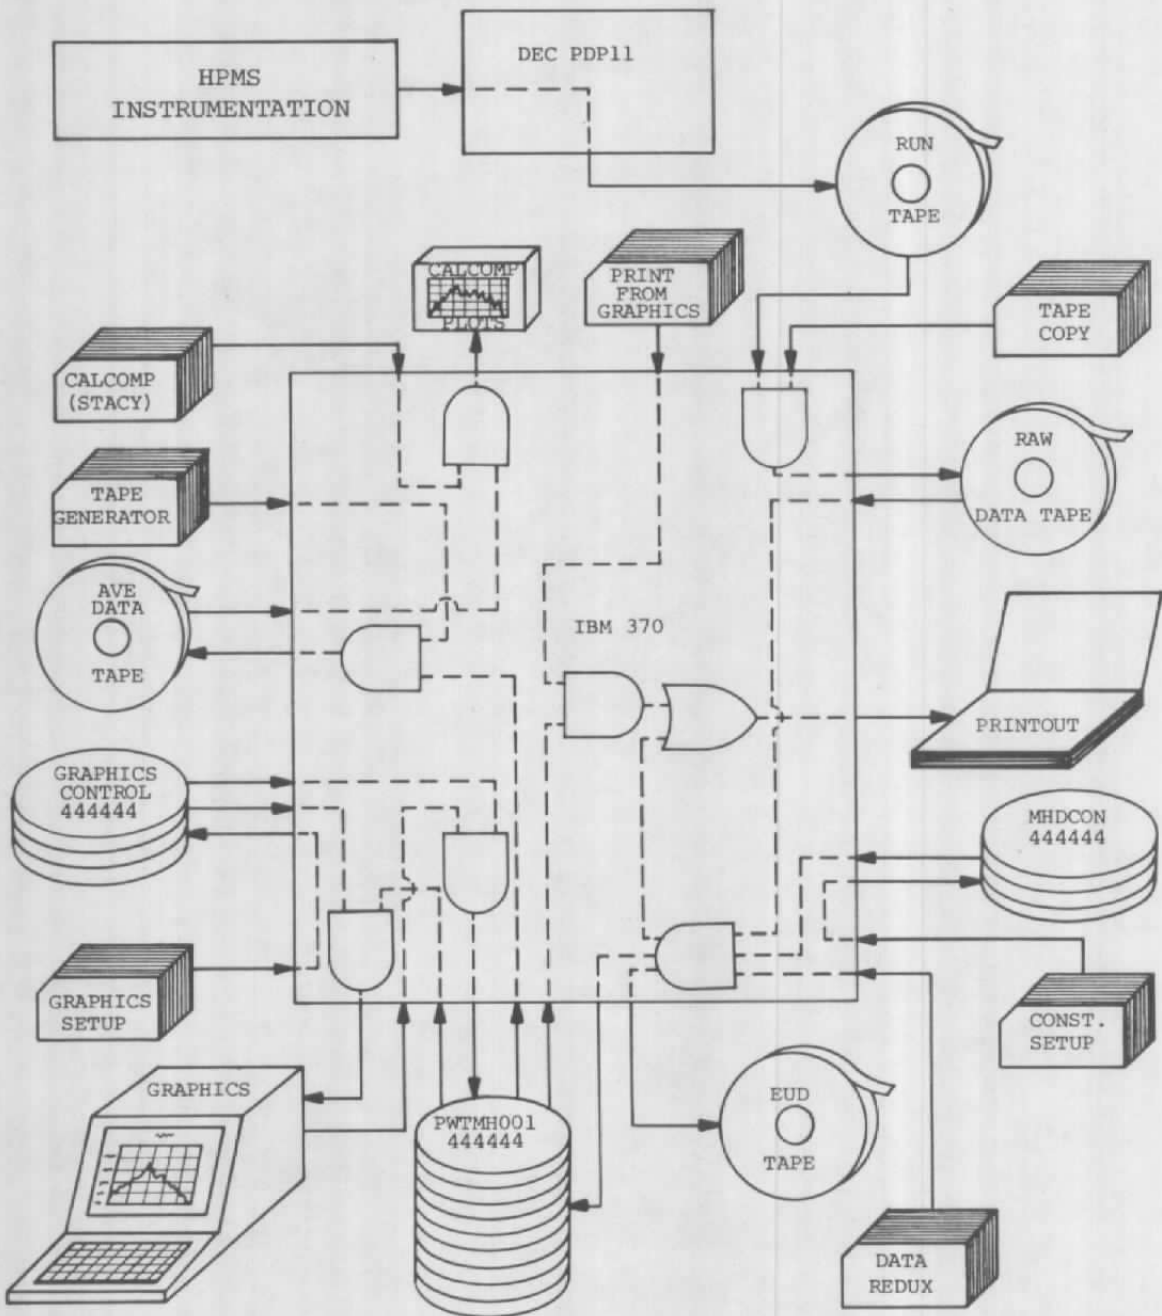 HPMS
INSTRUMENTATION
DEC PDP11
RUN
TAPE
CALCOMP
PLOTS
PRINT
FROM
GRAPHICS
TAPE
COPY
CALCOMP
(STACY)
TAPE
GENERATOR
RAW
DATA TAPE
AVE
DATA
TAPE
IBM 370
PRINTOUT
GRAPHICS
CONTROL
444444
MHDCON
444444
GRAPHICS
SETUP
CONST.
SETUP
GRAPHICS
PWTMH001
444444
EUD
TAPE
DATA
REDUX